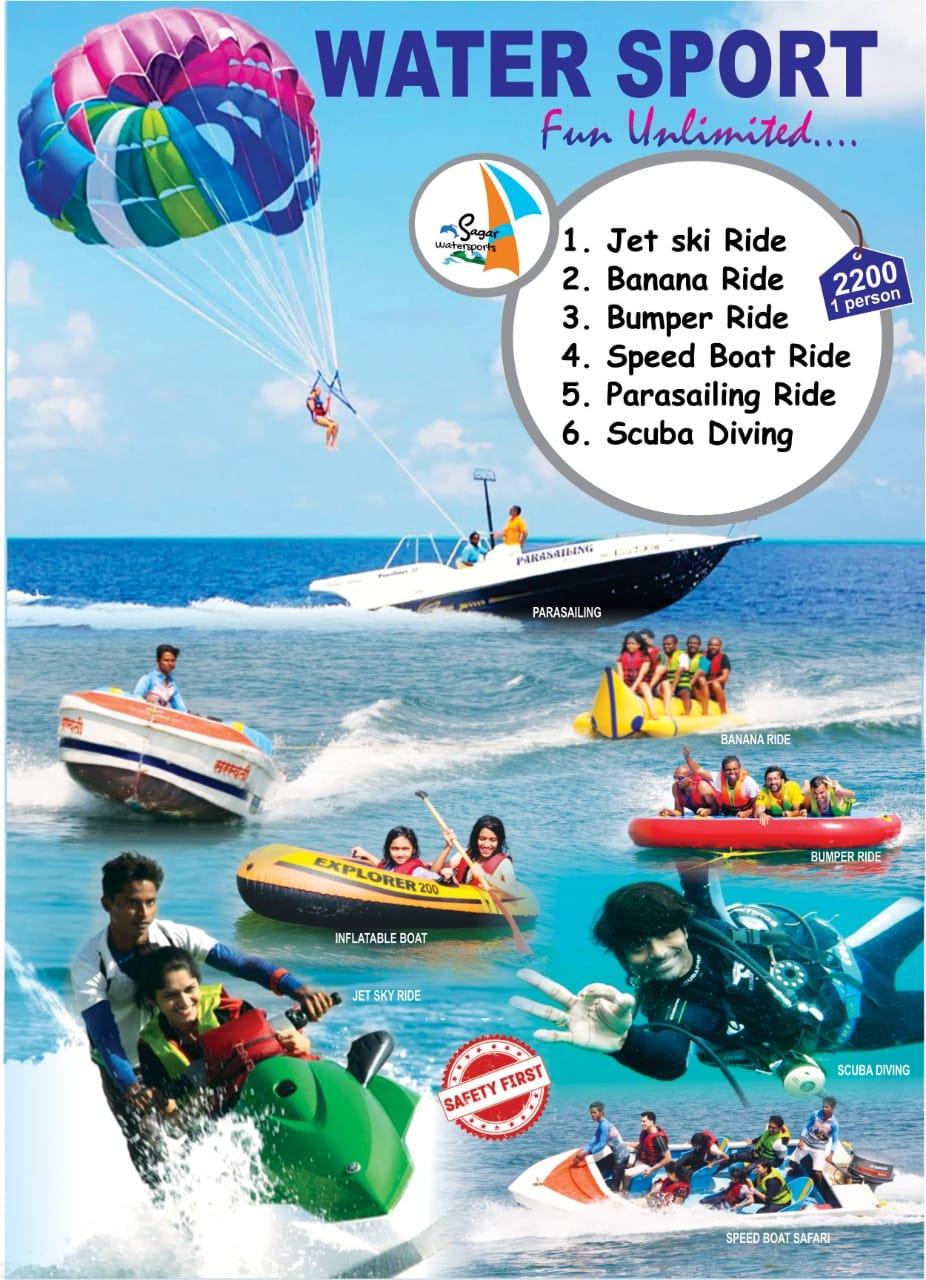 WATER SPORT
Fun Unlimited....
Sagar
watersports
1. Jet ski Ride
2. Banana Ride
3. Bumper Ride
4. Speed Boat Ride
5. Parasailing Ride
6. Scuba Diving
2200
1 person
PARASAILING
PARASAILING
BANANA RIDE
सरस्वती
BUMPER RIDE
EXPLORER 200
INFLATABLE BOAT
JET SKY RIDE
SAFETY FIRST
SCUBA DIVING
SPEED BOAT SAFARI